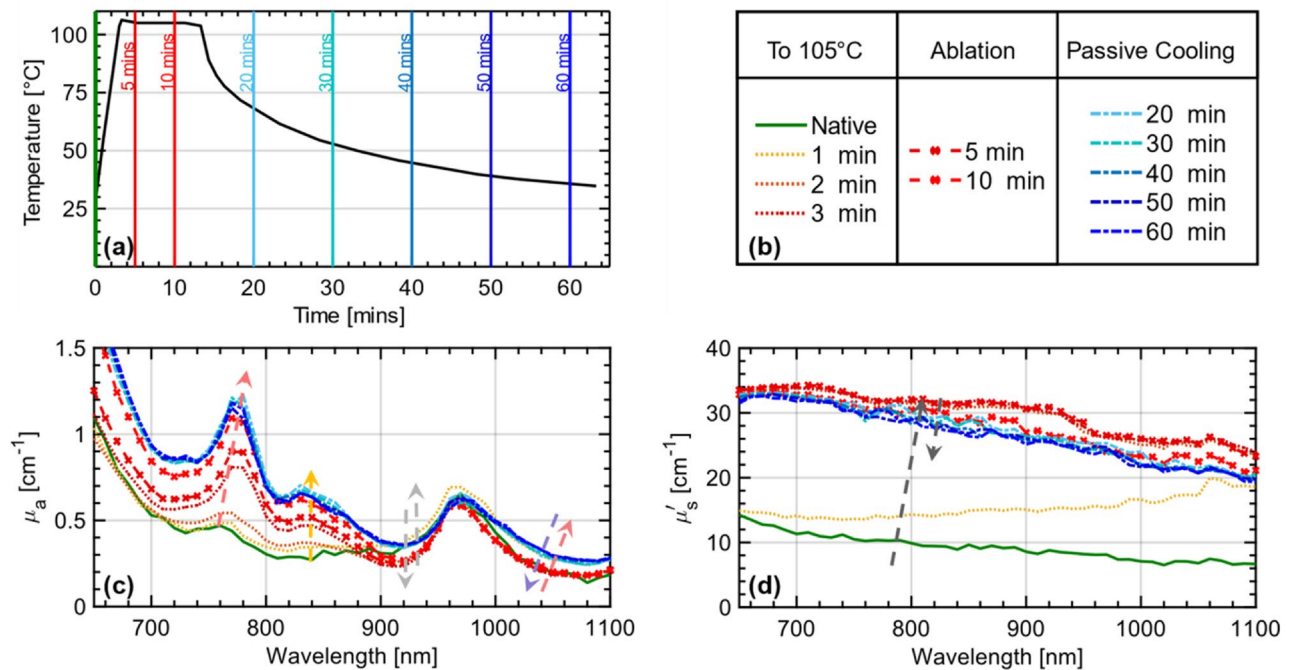 100
75
50
25
Temperature [°C]
5 mins
10 mins
20 mins
30 mins
40 mins
50 mins
60 mins
(a)
0 10 20 30 40 50 60
Time [mins]
To 105°C Ablation Passive Cooling
Native
1 min
2 min
3 min
5 min
10 min
20 min
30 min
40 min
50 min
60 min
(b)
1.5
1
0.5
0
μa [cm-1]
(c)
700 800 900 1000 1100
Wavelength [nm]
40
30
20
10
0
μ's [cm-1]
(d)
700 800 900 1000 1100
Wavelength [nm]